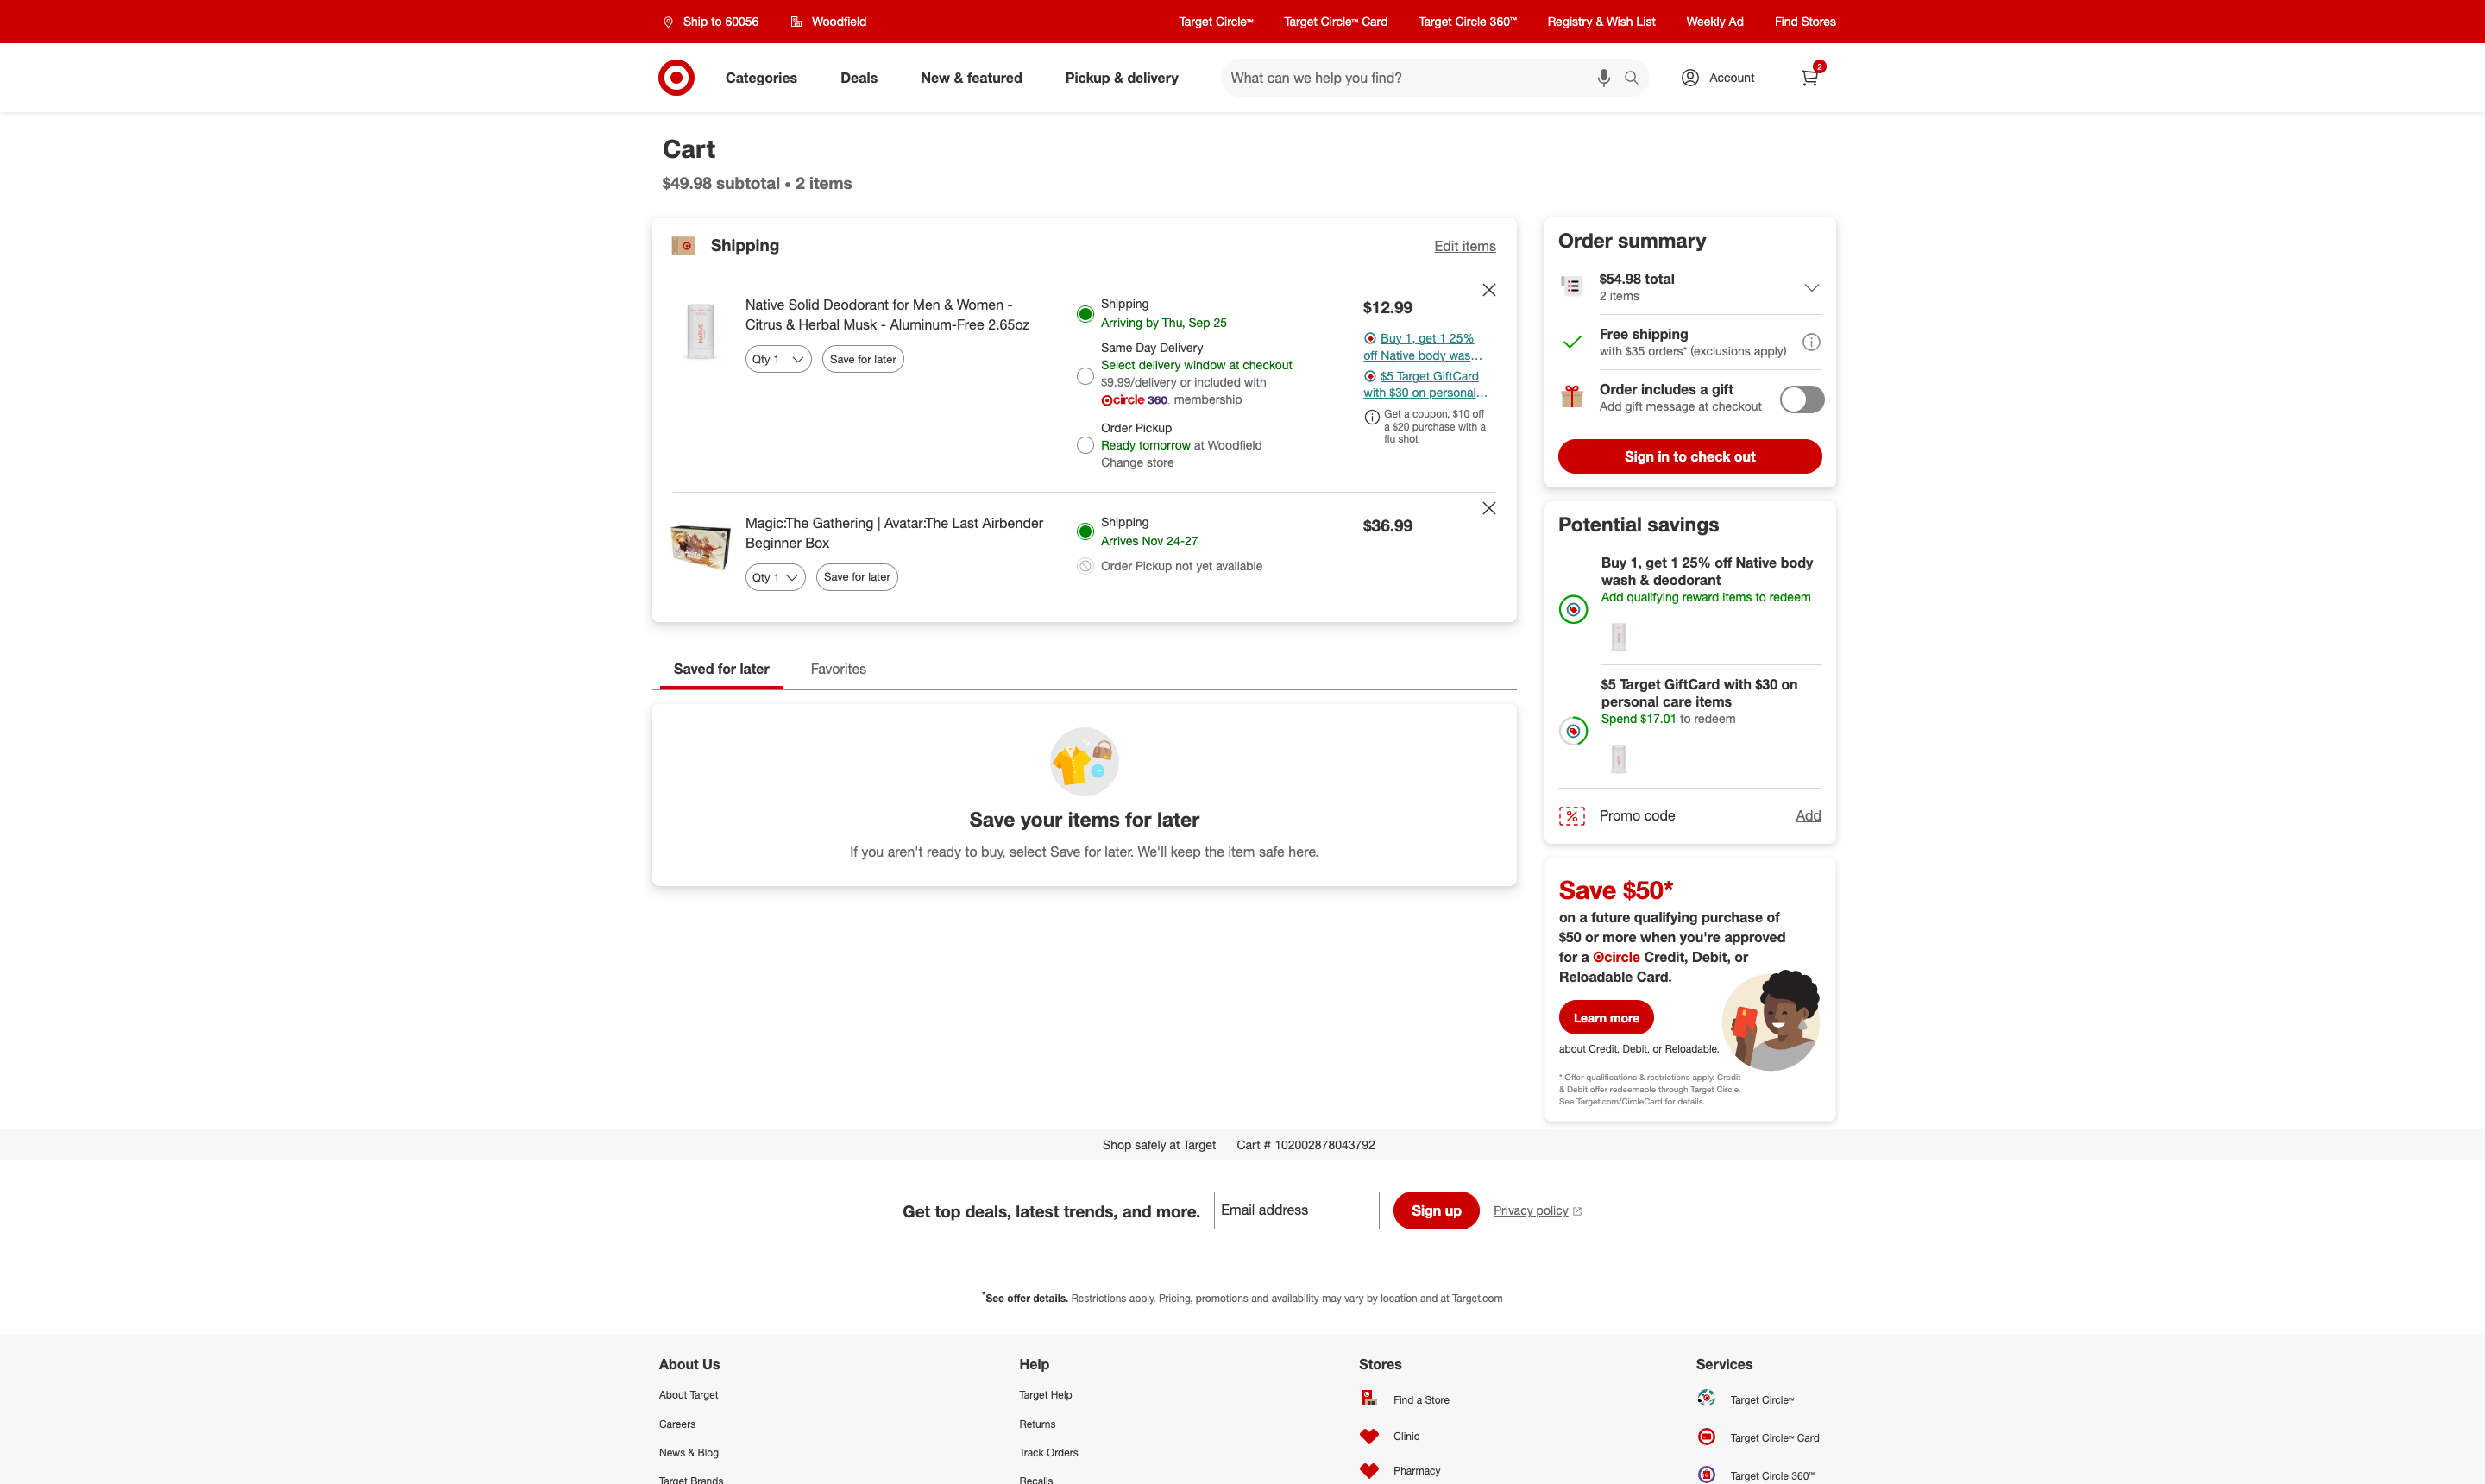 Ship to 60056 Woodfield Target Circle™ Target Circle™ Card Target Circle 360™ Registry & Wish List Weekly Ad Find Stores
Categories Deals New & featured Pickup & delivery What can we help you find? Account 2
Cart
$49.98 subtotal • 2 items
Shipping Edit items
Native Solid Deodorant for Men & Women -
Citrus & Herbal Musk - Aluminum-Free 2.65oz
Qty 1 Save for later
Shipping
Arriving by Thu, Sep 25
Same Day Delivery
Select delivery window at checkout
$9.99/delivery or included with
circle 360. membership
Order Pickup
Ready tomorrow at Woodfield
Change store
$12.99
Buy 1, get 1 25%
off Native body was...
$5 Target GiftCard
with $30 on personal...
Get a coupon, $10 off
a $20 purchase with a
flu shot
Magic:The Gathering | Avatar:The Last Airbender
Beginner Box
Qty 1 Save for later
Shipping
Arrives Nov 24-27
Order Pickup not yet available
$36.99
Saved for later Favorites
Save your items for later
If you aren't ready to buy, select Save for later. We'll keep the item safe here.
Order summary
$54.98 total
2 items
Free shipping
with $35 orders* (exclusions apply)
Order includes a gift
Add gift message at checkout
Sign in to check out
Potential savings
Buy 1, get 1 25% off Native body
wash & deodorant
Add qualifying reward items to redeem
$5 Target GiftCard with $30 on
personal care items
Spend $17.01 to redeem
Promo code Add
Save $50*
on a future qualifying purchase of
$50 or more when you're approved
for a circle Credit, Debit, or
Reloadable Card.
Learn more
about Credit, Debit, or Reloadable.
* Offer qualifications & restrictions apply. Credit
& Debit offer redeemable through Target Circle.
See Target.com/CircleCard for details.
Shop safely at Target Cart # 102002878043792
Get top deals, latest trends, and more. Email address Sign up Privacy policy
*See offer details. Restrictions apply. Pricing, promotions and availability may vary by location and at Target.com
About Us
About Target
Careers
News & Blog
Target Brands
Help
Target Help
Returns
Track Orders
Recalls
Stores
Find a Store
Clinic
Pharmacy
Services
Target Circle™
Target Circle™ Card
Target Circle 360™